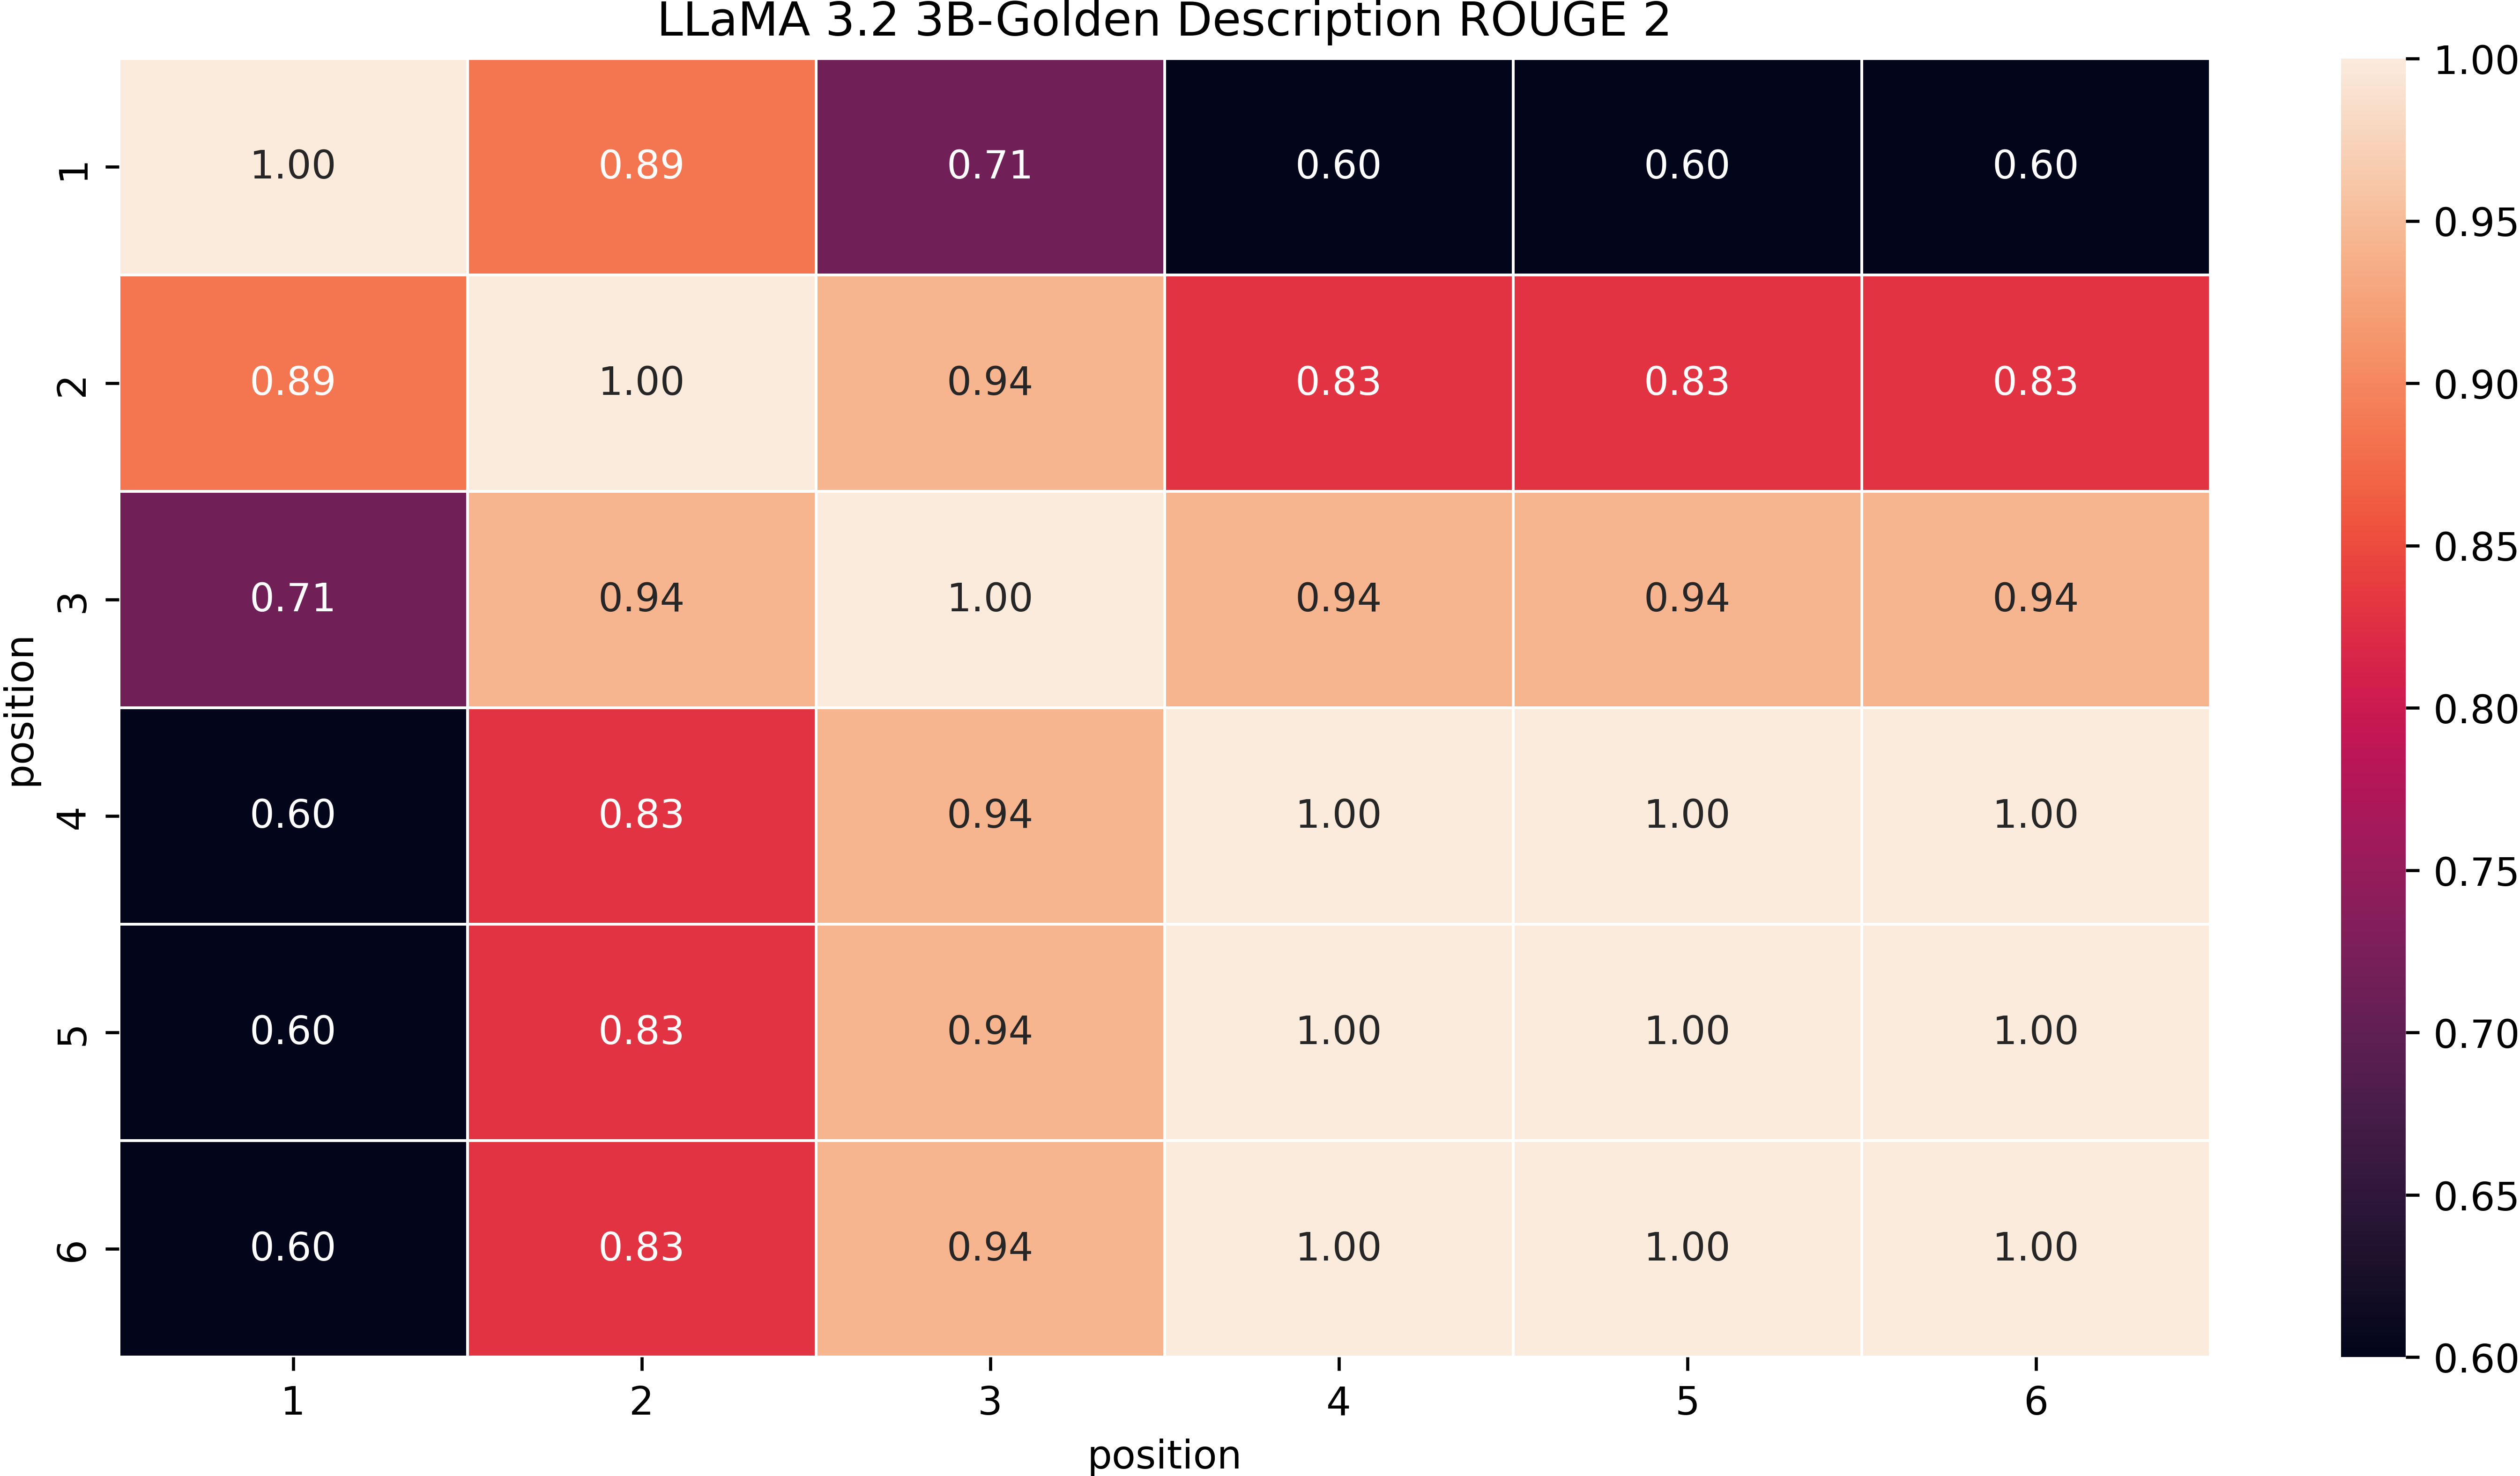 LLaMA 3.2 3B-Golden Description ROUGE 2
1 1.00 0.89 0.71 0.60 0.60 0.60
2 0.89 1.00 0.94 0.83 0.83 0.83
3 0.71 0.94 1.00 0.94 0.94 0.94
4 0.60 0.83 0.94 1.00 1.00 1.00
5 0.60 0.83 0.94 1.00 1.00 1.00
6 0.60 0.83 0.94 1.00 1.00 1.00
position
1 2 3 4 5 6
position
1.00
0.95
0.90
0.85
0.80
0.75
0.70
0.65
0.60